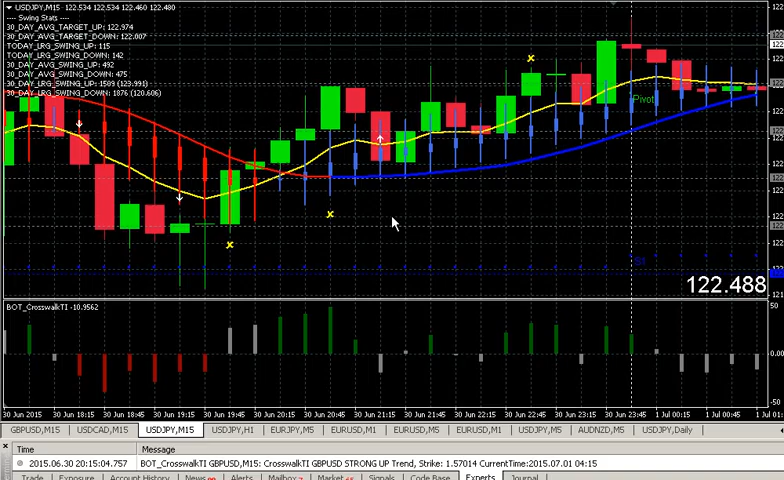 USDJPY,M15 122.534 122.534 122.460 122.480
---- Swing Stats ----
30_DAY_AVG_TARGET_UP: 122.974
30_DAY_AVG_TARGET_DOWN: 122.007
TODAY_LRG_SWING_UP: 115
TODAY_LRG_SWING_DOWN: 142
30_DAY_AVG_SWING_UP: 492
30_DAY_AVG_SWING_DOWN: 475
30_DAY_LRG_SWING_UP: 1509 (123.991)
30_DAY_LRG_SWING_DOWN: 1876 (120.606)
Pivot
S1
122.488
BOT_CrosswalkTI -10.9562
50
0.00
-50
30 Jun 2015 30 Jun 18:15 30 Jun 18:45 30 Jun 19:15 30 Jun 19:45 30 Jun 20:15 30 Jun 20:45 30 Jun 21:15 30 Jun 21:45 30 Jun 22:15 30 Jun 22:45 30 Jun 23:15 30 Jun 23:45 1 Jul 00:15 1 Jul 00:45 1 Jul 01:
GBPUSD,M15 USDCAD,M15 USDJPY,M15 USDJPY,H1 EURJPY,M5 EURUSD,M1 EURUSD,M5 EURUSD,M1 USDJPY,M5 AUDNZD,M5 USDJPY,Daily
Time Message
2015.06.30 20:15:04.757 BOT_CrosswalkTI GBPUSD,M15: CrosswalkTI GBPUSD STRONG UP Trend, Strike: 1.57014 CurrentTime:2015.07.01 04:15
Trade Exposure Account History News Alerts Mailbox Market Signals Code Base Experts Journal